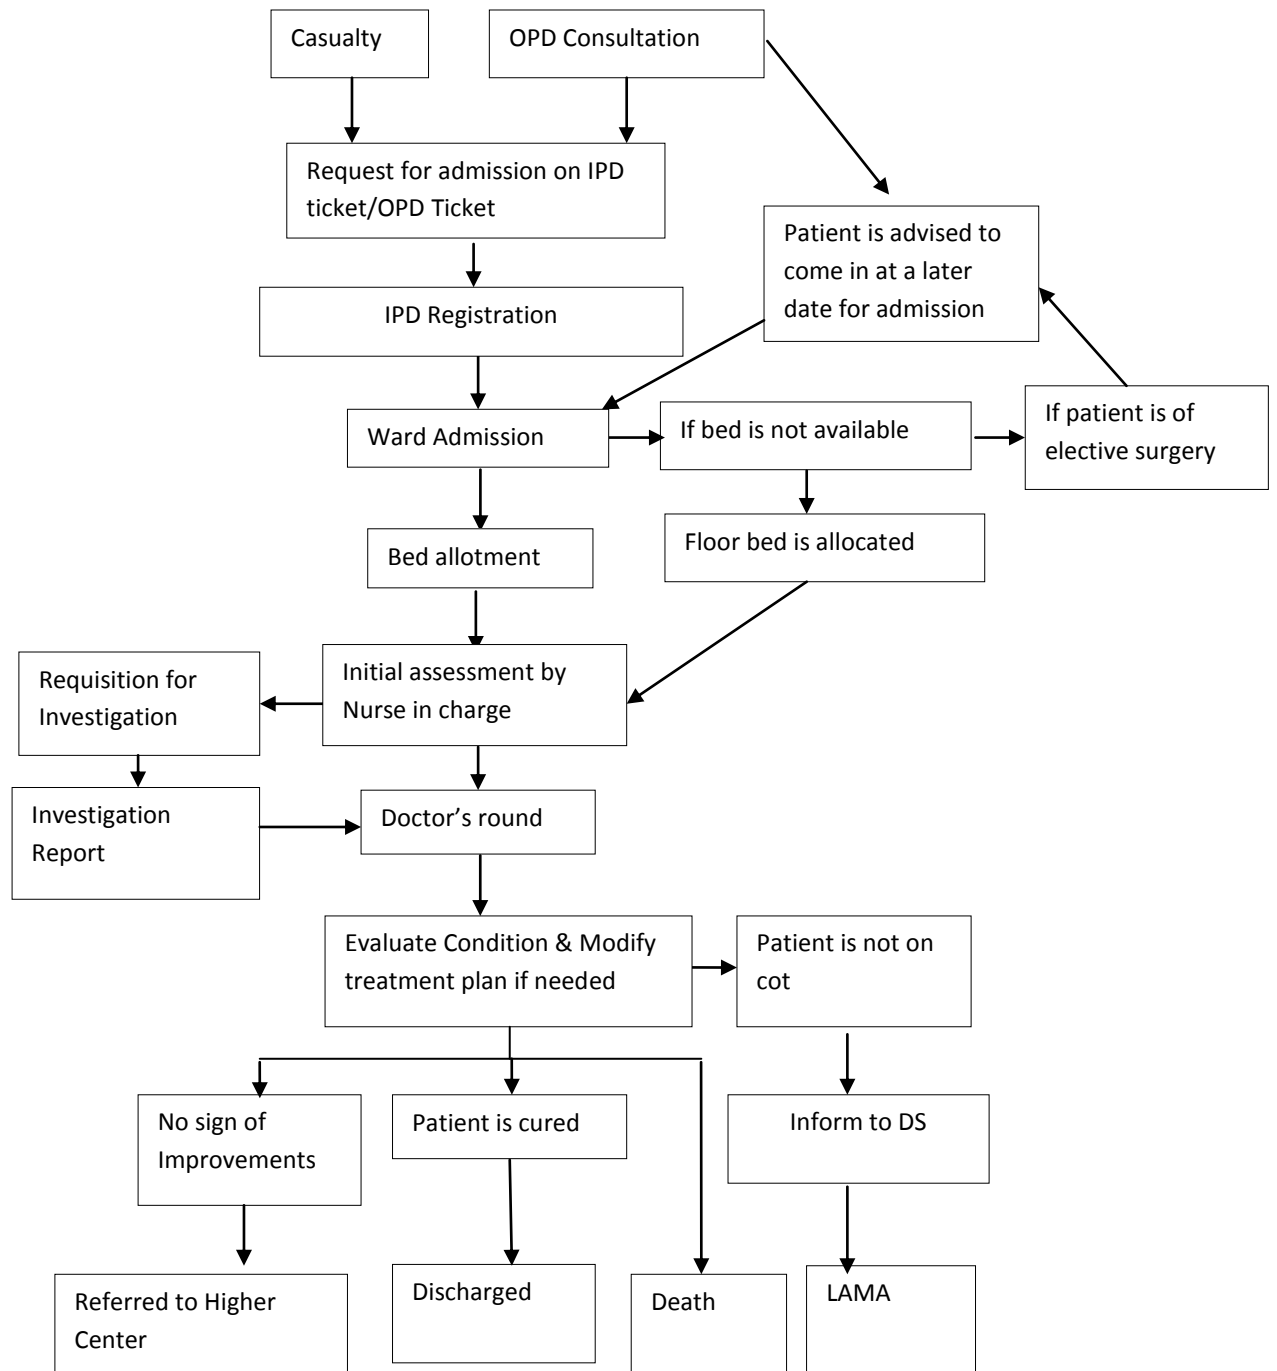 Casualty
OPD Consultation
Request for admission on IPD
ticket/OPD Ticket
Patient is advised to
come in at a later
date for admission
IPD Registration
Ward Admission
If bed is not available
If patient is of
elective surgery
Bed allotment
Floor bed is allocated
Requisition for
Investigation
Initial assessment by
Nurse in charge
Investigation
Report
Doctor’s round
Evaluate Condition & Modify
treatment plan if needed
Patient is not on
cot
No sign of
Improvements
Patient is cured
Inform to DS
Referred to Higher
Center
Discharged
Death
LAMA